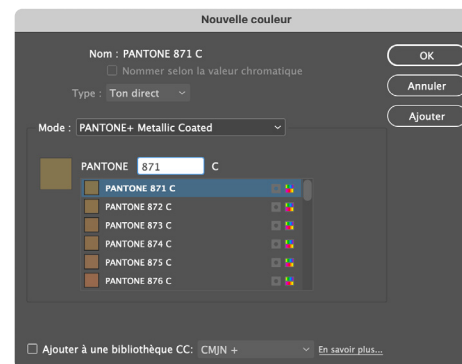 Nouvelle couleur
Nom : PANTONE 871 C
Nommer selon la valeur chromatique
Type : Ton direct
Mode : PANTONE+ Metallic Coated
PANTONE 871 C
PANTONE 871 C
PANTONE 872 C
PANTONE 873 C
PANTONE 874 C
PANTONE 875 C
PANTONE 876 C
Ajouter à une bibliothèque CC: CMJN + En savoir plus...
OK
Annuler
Ajouter